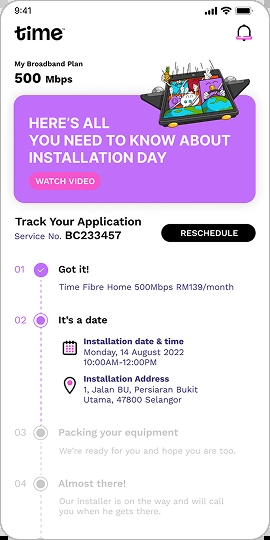 9:41
time
My Broadband Plan
500 Mbps
HERE'S ALL
YOU NEED TO KNOW ABOUT
INSTALLATION DAY
WATCH VIDEO
Track Your Application
Service No. BC233457
RESCHEDULE
01 Got it!
Time Fibre Home 500Mbps RM139/month
02 It's a date
Installation date & time
Monday, 14 August 2022
10:00AM-12:00PM
Installation Address
1, Jalan BU, Persiaran Bukit
Utama, 47800 Selangor
03 Packing your equipment
We're ready for you and hope you are too.
04 Almost there!
Our installer is on the way and will call
you when he gets there.